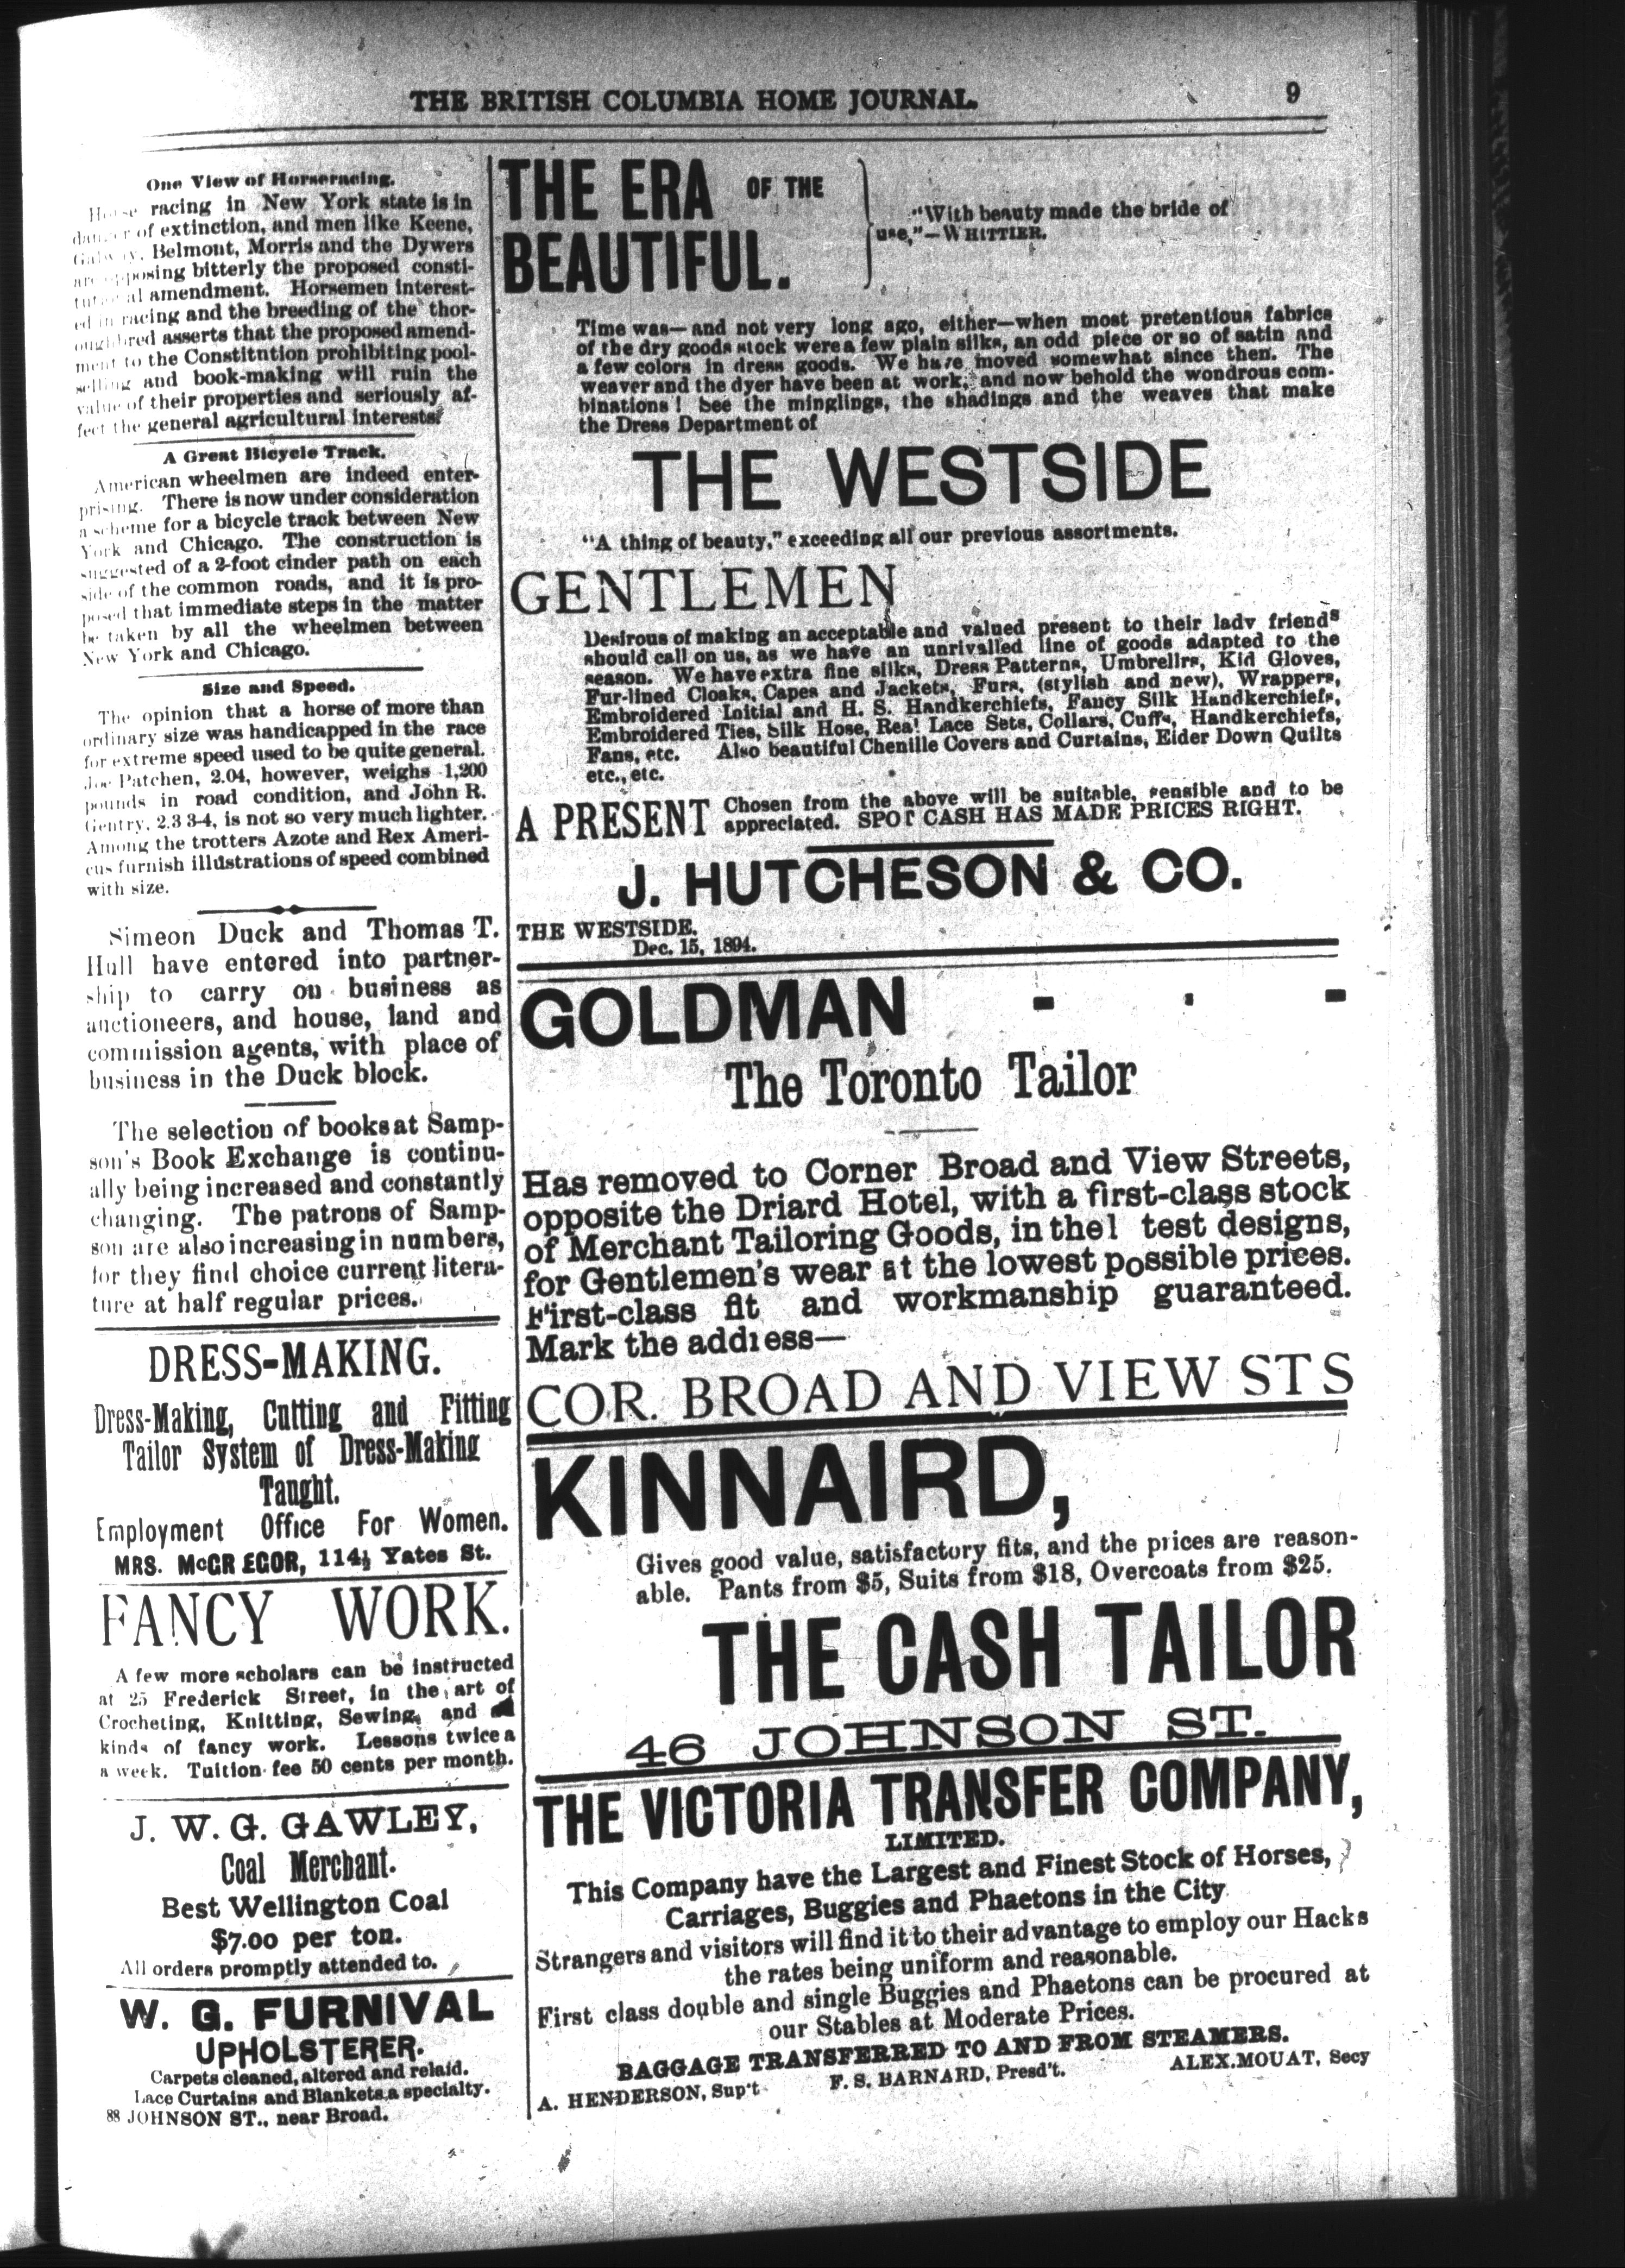 THE BRITISH COLUMBIA HOME JOURNAL. 9
One View of Horseracing.
racing in New York state is in
of extinction, and men like Keene,
Belmont, Morris and the Dywers
posing bitterly the proposed consti-
al amendment. Horsemen interest-
ed in racing and the breeding of the thor-
oughbred asserts that the proposed amend-
ment to the Constitntion prohibiting pool-
selling and book-making will ruin the
value of their properties and seriously af-
fect the general agricultural interests.
A Great Bicycle Track.
American wheelmen are indeed enter-
prising. There is now under consideration
a scheme for a bicycle track between New
York and Chicago. The construction is
suggested of a 2-foot cinder path on each
side of the common roads, and it is pro-
posed that immediate steps in the matter
be taken by all the wheelmen between
New York and Chicago.
Size and Speed.
The opinion that a horse of more than
ordinary size was handicapped in the race
for extreme speed used to be quite general.
Joe Patchen, 2.04, however, weighs 1,200
pounds in road condition, and John R.
Gentry, 2.3 3-4, is not so very much lighter.
Among the trotters Azote and Rex Ameri-
cus furnish illustrations of speed combined
with size.
Simeon Duck and Thomas T.
Hull have entered into partner-
ship to carry on business as
auctioneers, and house, land and
commission agents, with place of
business in the Duck block.
The selection of books at Samp-
son's Book Exchange is continu-
ally being increased and constantly
changing. The patrons of Samp-
son are also increasing in numbers,
for they find choice current litera-
ture at half regular prices.
DRESS-MAKING.
Dress-Making, Cutting and Fitting
Tailor System of Dress-Making
Taught.
Employment Office For Women.
MRS. McGREGOR, 114½ Yates St.
FANCY WORK.
A few more scholars can be instructed
at 25 Frederick Street, in the art of
Crocheting, Knitting, Sewing, and
kinds of fancy work. Lessons twice a
a week. Tuition fee 50 cents per month.
J. W. G. GAWLEY,
Coal Merchant.
Best Wellington Coal
$7.00 per ton.
All orders promptly attended to.
W. G. FURNIVAL
UPHOLSTERER.
Carpets cleaned, altered and relaid.
Lace Curtains and Blankets a specialty.
88 JOHNSON ST., near Broad.
THE ERA OF THE
BEAUTIFUL.
"With beauty made the bride of
use,"—WHITTIER.
Time was—and not very long ago, either—when most pretentious fabrics
of the dry goods stock were a few plain silks, an odd piece or so of satin and
a few colors in dress goods. We have moved somewhat since then. The
weaver and the dyer have been at work; and now behold the wondrous com-
binations! See the minglings, the shadings and the weaves that make
the Dress Department of
THE WESTSIDE
"A thing of beauty," exceeding all our previous assortments.
GENTLEMEN
Desirous of making an acceptable and valued present to their lady friends
should call on us, as we have an unrivalled line of goods adapted to the
season. We have extra fine silks, Dress Patterns, Umbrellrs, Kid Gloves,
Fur-lined Cloaks, Capes and Jackets, Furs, (stylish and new), Wrappers,
Embroidered Initial and H. S. Handkerchiefs, Fancy Silk Handkerchiefs,
Embroidered Ties, Silk Hose, Real Lace Sets, Collars, Cuffs, Handkerchiefs,
Fans, etc. Also beautiful Chenille Covers and Curtains, Eider Down Quilts
etc., etc.
A PRESENT Chosen from the above will be suitable, sensible and to be
appreciated. SPOT CASH HAS MADE PRICES RIGHT.
J. HUTCHESON & CO.
THE WESTSIDE.
Dec. 15, 1894.
GOLDMAN - - -
The Toronto Tailor
Has removed to Corner Broad and View Streets,
opposite the Driard Hotel, with a first-class stock
of Merchant Tailoring Goods, in the l test designs,
for Gentlemen's wear at the lowest possible prices.
First-class fit and workmanship guaranteed.
Mark the address—
COR. BROAD AND VIEW STS
KINNAIRD,
Gives good value, satisfactory fits, and the prices are reason-
able. Pants from $5, Suits from $18, Overcoats from $25.
THE CASH TAILOR
46 JOHNSON ST.
THE VICTORIA TRANSFER COMPANY,
LIMITED.
This Company have the Largest and Finest Stock of Horses,
Carriages, Buggies and Phaetons in the City
Strangers and visitors will find it to their advantage to employ our Hacks
the rates being uniform and reasonable.
First class double and single Buggies and Phaetons can be procured at
our Stables at Moderate Prices.
BAGGAGE TRANSFERRED TO AND FROM STEAMERS.
A. HENDERSON, Sup't F. S. BARNARD, Presd't. ALEX. MOUAT, Secy